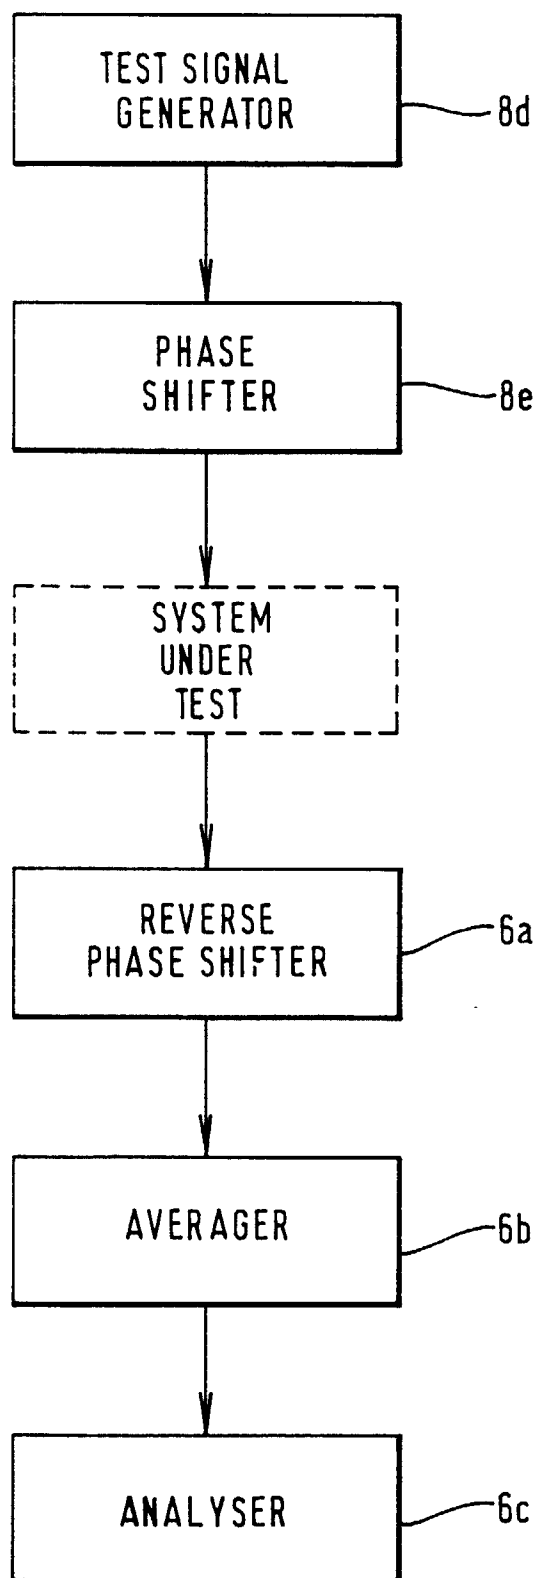 TEST SIGNAL
GENERATOR
8d
PHASE
SHIFTER
8e
SYSTEM
UNDER
TEST
REVERSE
PHASE SHIFTER
6a
AVERAGER
6b
ANALYSER
6c